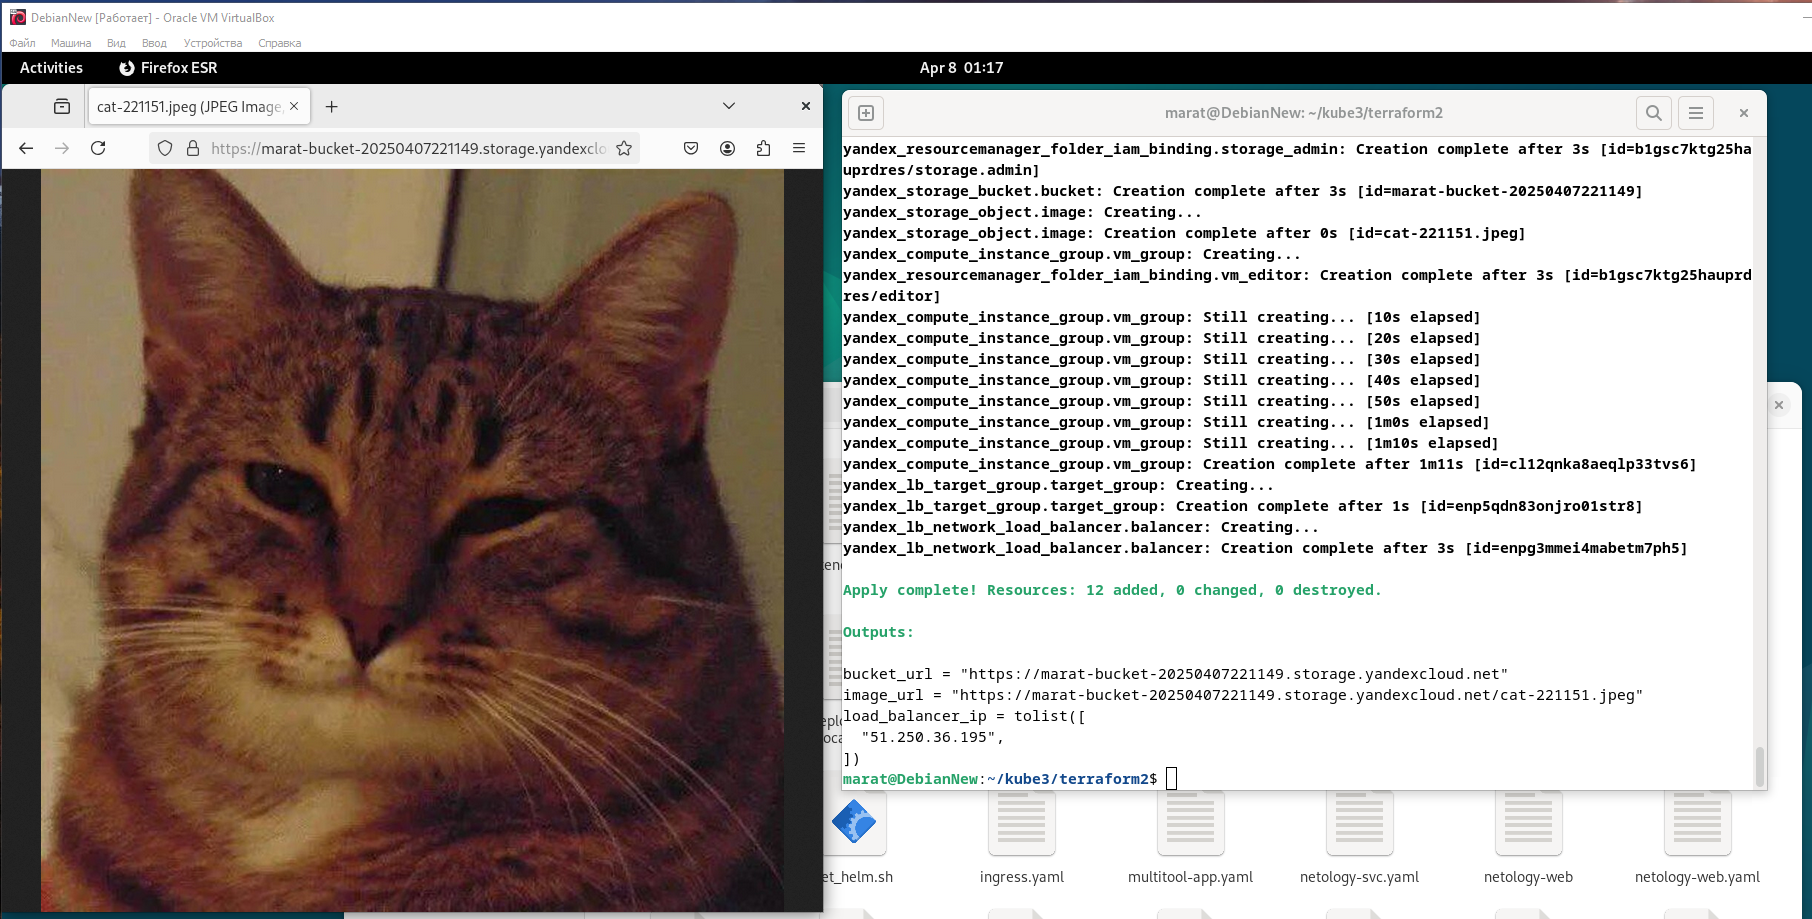 DebianNew [Работает] - Oracle VM VirtualBox
Файл Машина Вид Ввод Устройства Справка
Activities Firefox ESR Apr 8 01:17
cat-221151.jpeg (JPEG Image,
https://marat-bucket-20250407221149.storage.yandexclo
marat@DebianNew: ~/kube3/terraform2
yandex_resourcemanager_folder_iam_binding.storage_admin: Creation complete after 3s [id=b1gsc7ktg25ha
uprdres/storage.admin]
yandex_storage_bucket.bucket: Creation complete after 3s [id=marat-bucket-20250407221149]
yandex_storage_object.image: Creating...
yandex_storage_object.image: Creation complete after 0s [id=cat-221151.jpeg]
yandex_compute_instance_group.vm_group: Creating...
yandex_resourcemanager_folder_iam_binding.vm_editor: Creation complete after 3s [id=b1gsc7ktg25hauprd
res/editor]
yandex_compute_instance_group.vm_group: Still creating... [10s elapsed]
yandex_compute_instance_group.vm_group: Still creating... [20s elapsed]
yandex_compute_instance_group.vm_group: Still creating... [30s elapsed]
yandex_compute_instance_group.vm_group: Still creating... [40s elapsed]
yandex_compute_instance_group.vm_group: Still creating... [50s elapsed]
yandex_compute_instance_group.vm_group: Still creating... [1m0s elapsed]
yandex_compute_instance_group.vm_group: Still creating... [1m10s elapsed]
yandex_compute_instance_group.vm_group: Creation complete after 1m11s [id=cl12qnka8aeqlp33tvs6]
yandex_lb_target_group.target_group: Creating...
yandex_lb_target_group.target_group: Creation complete after 1s [id=enp5qdn83onjro01str8]
yandex_lb_network_load_balancer.balancer: Creating...
yandex_lb_network_load_balancer.balancer: Creation complete after 3s [id=enpg3mmei4mabetm7ph5]
Apply complete! Resources: 12 added, 0 changed, 0 destroyed.
Outputs:
bucket_url = "https://marat-bucket-20250407221149.storage.yandexcloud.net"
image_url = "https://marat-bucket-20250407221149.storage.yandexcloud.net/cat-221151.jpeg"
load_balancer_ip = tolist([
"51.250.36.195",
])
marat@DebianNew:~/kube3/terraform2$
et_helm.sh ingress.yaml multitool-app.yaml netology-svc.yaml netology-web netology-web.yaml